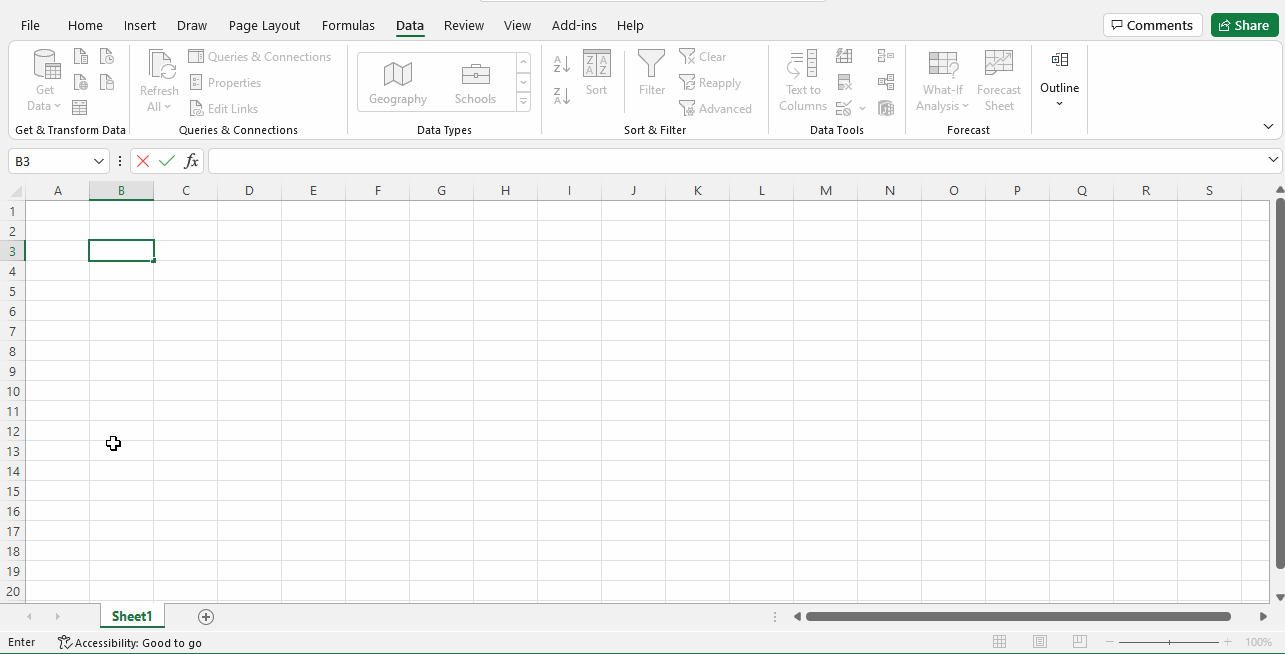 File Home Insert Draw Page Layout Formulas Data Review View Add-ins Help Comments Share
Get Data Refresh All Queries & Connections Properties Edit Links Geography Schools Sort Filter Clear Reapply Advanced Text to Columns What-If Analysis Forecast Sheet Outline
Get & Transform Data Queries & Connections Data Types Sort & Filter Data Tools Forecast
B3 fx
A B C D E F G H I J K L M N O P Q R S
1
2
3
4
5
6
7
8
9
10
11
12
13
14
15
16
17
18
19
20
Sheet1
Enter Accessibility: Good to go 100%